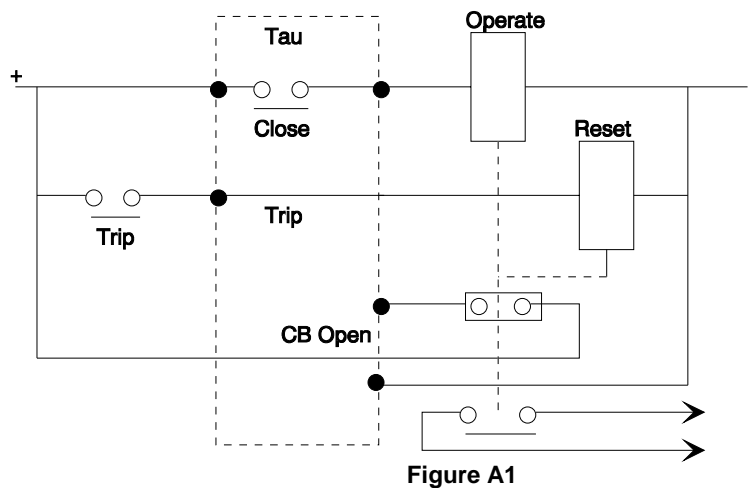 Operate
Tau
+
Close
Reset
Trip
Trip
CB Open
Figure A1